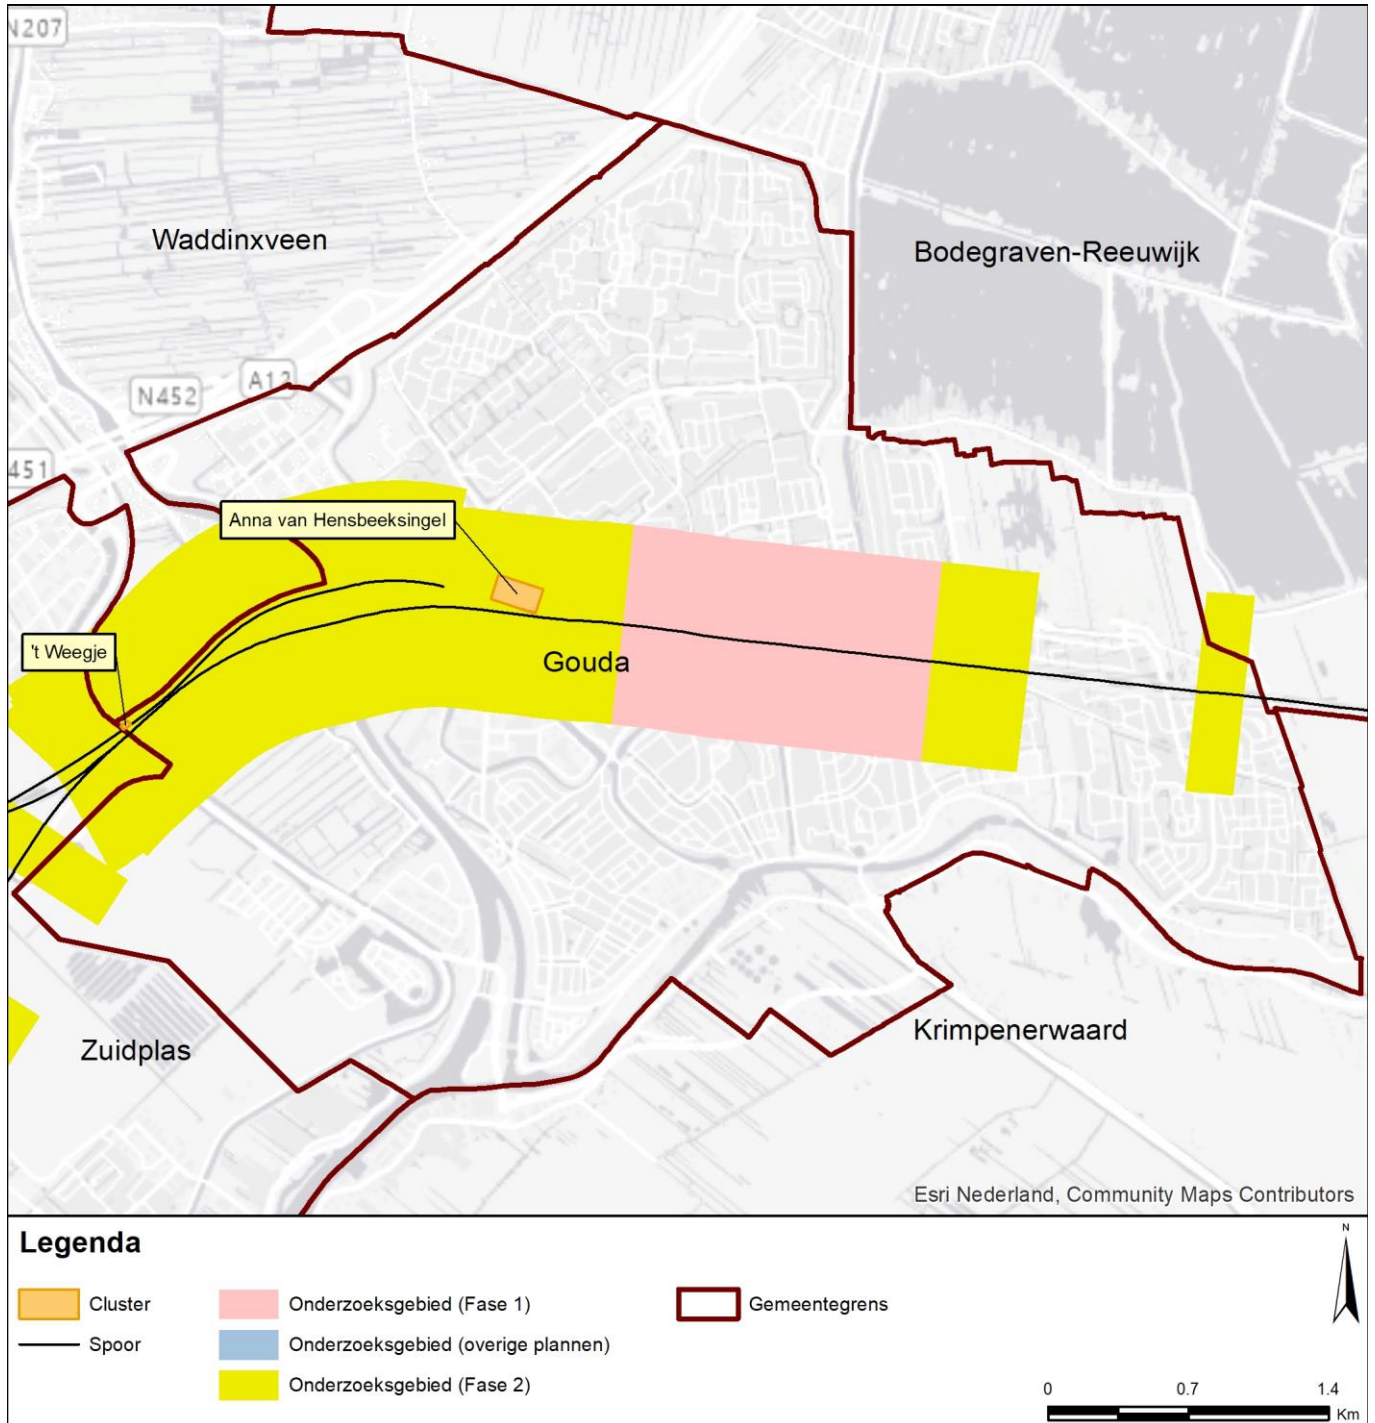 N207
Waddinxveen
Bodegraven-Reeuwijk
A12
N452
451
Anna van Hensbeeksingel
't Weegje
Gouda
Zuidplas
Krimpenerwaard
Esri Nederland, Community Maps Contributors
Legenda
N
Cluster
Onderzoeksgebied (Fase 1)
Gemeentegrens
Spoor
Onderzoeksgebied (overige plannen)
Onderzoeksgebied (Fase 2)
0 0.7 1.4
Km